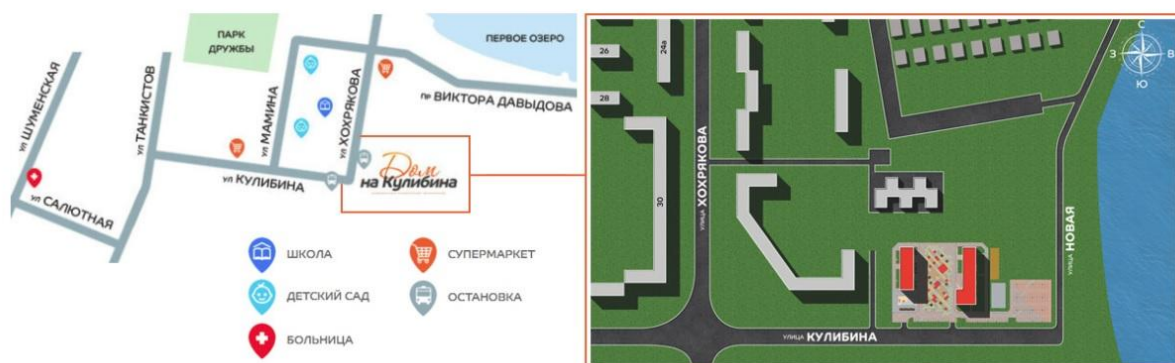 ПАРК
ДРУЖБЫ
ПЕРВОЕ ОЗЕРО
ул ШУМЕНСКАЯ
ул ТАНКИСТОВ
ул МАМИНА
ул ХОХРЯКОВА
пр ВИКТОРА ДАВЫДОВА
ул КУЛИБИНА
ул САЛЮТНАЯ
Дом
на Кулибина
ШКОЛА
СУПЕРМАРКЕТ
ДЕТСКИЙ САД
ОСТАНОВКА
БОЛЬНИЦА
26
24а
28
30
УЛИЦА ХОХРЯКОВА
УЛИЦА НОВАЯ
УЛИЦА КУЛИБИНА
С
З
В
Ю